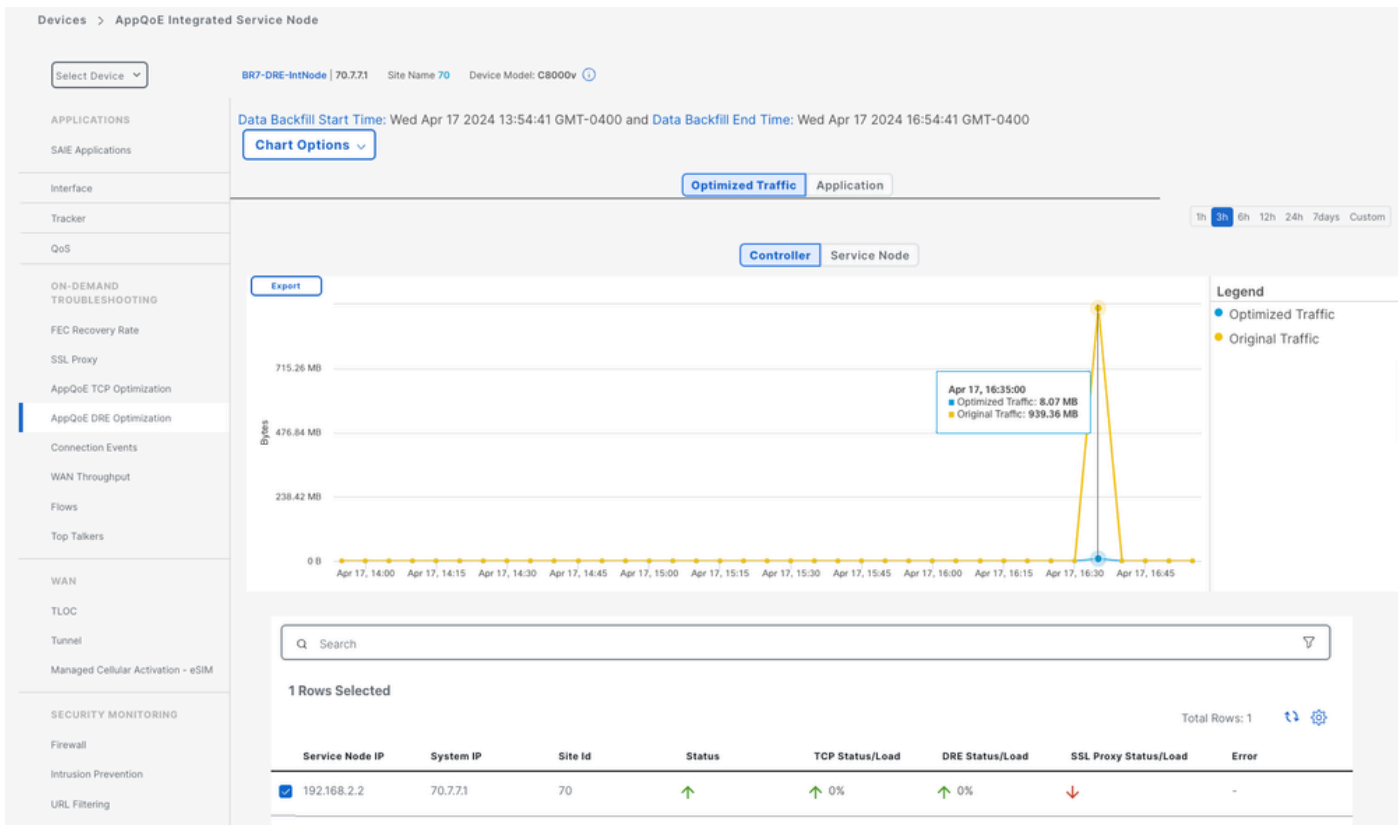 Devices > AppQoE Integrated Service Node
Select Device
BR7-DRE-IntNode | 70.7.7.1 Site Name 70 Device Model: C8000v
APPLICATIONS
SAIE Applications
Interface
Tracker
QoS
ON-DEMAND
TROUBLESHOOTING
FEC Recovery Rate
SSL Proxy
AppQoE TCP Optimization
AppQoE DRE Optimization
Connection Events
WAN Throughput
Flows
Top Talkers
WAN
TLOC
Tunnel
Managed Cellular Activation - eSIM
SECURITY MONITORING
Firewall
Intrusion Prevention
URL Filtering
Data Backfill Start Time: Wed Apr 17 2024 13:54:41 GMT-0400 and Data Backfill End Time: Wed Apr 17 2024 16:54:41 GMT-0400
Chart Options
Optimized Traffic Application
1h 3h 6h 12h 24h 7days Custom
Controller Service Node
Export
Legend
Optimized Traffic
Original Traffic
715.26 MB
476.84 MB
238.42 MB
0 B
Bytes
Apr 17, 16:35:00
Optimized Traffic: 8.07 MB
Original Traffic: 939.36 MB
Apr 17, 14:00 Apr 17, 14:15 Apr 17, 14:30 Apr 17, 14:45 Apr 17, 15:00 Apr 17, 15:15 Apr 17, 15:30 Apr 17, 15:45 Apr 17, 16:00 Apr 17, 16:15 Apr 17, 16:30 Apr 17, 16:45
Search
1 Rows Selected
Total Rows: 1
Service Node IP System IP Site Id Status TCP Status/Load DRE Status/Load SSL Proxy Status/Load Error
192.168.2.2 70.7.7.1 70 0% 0% -